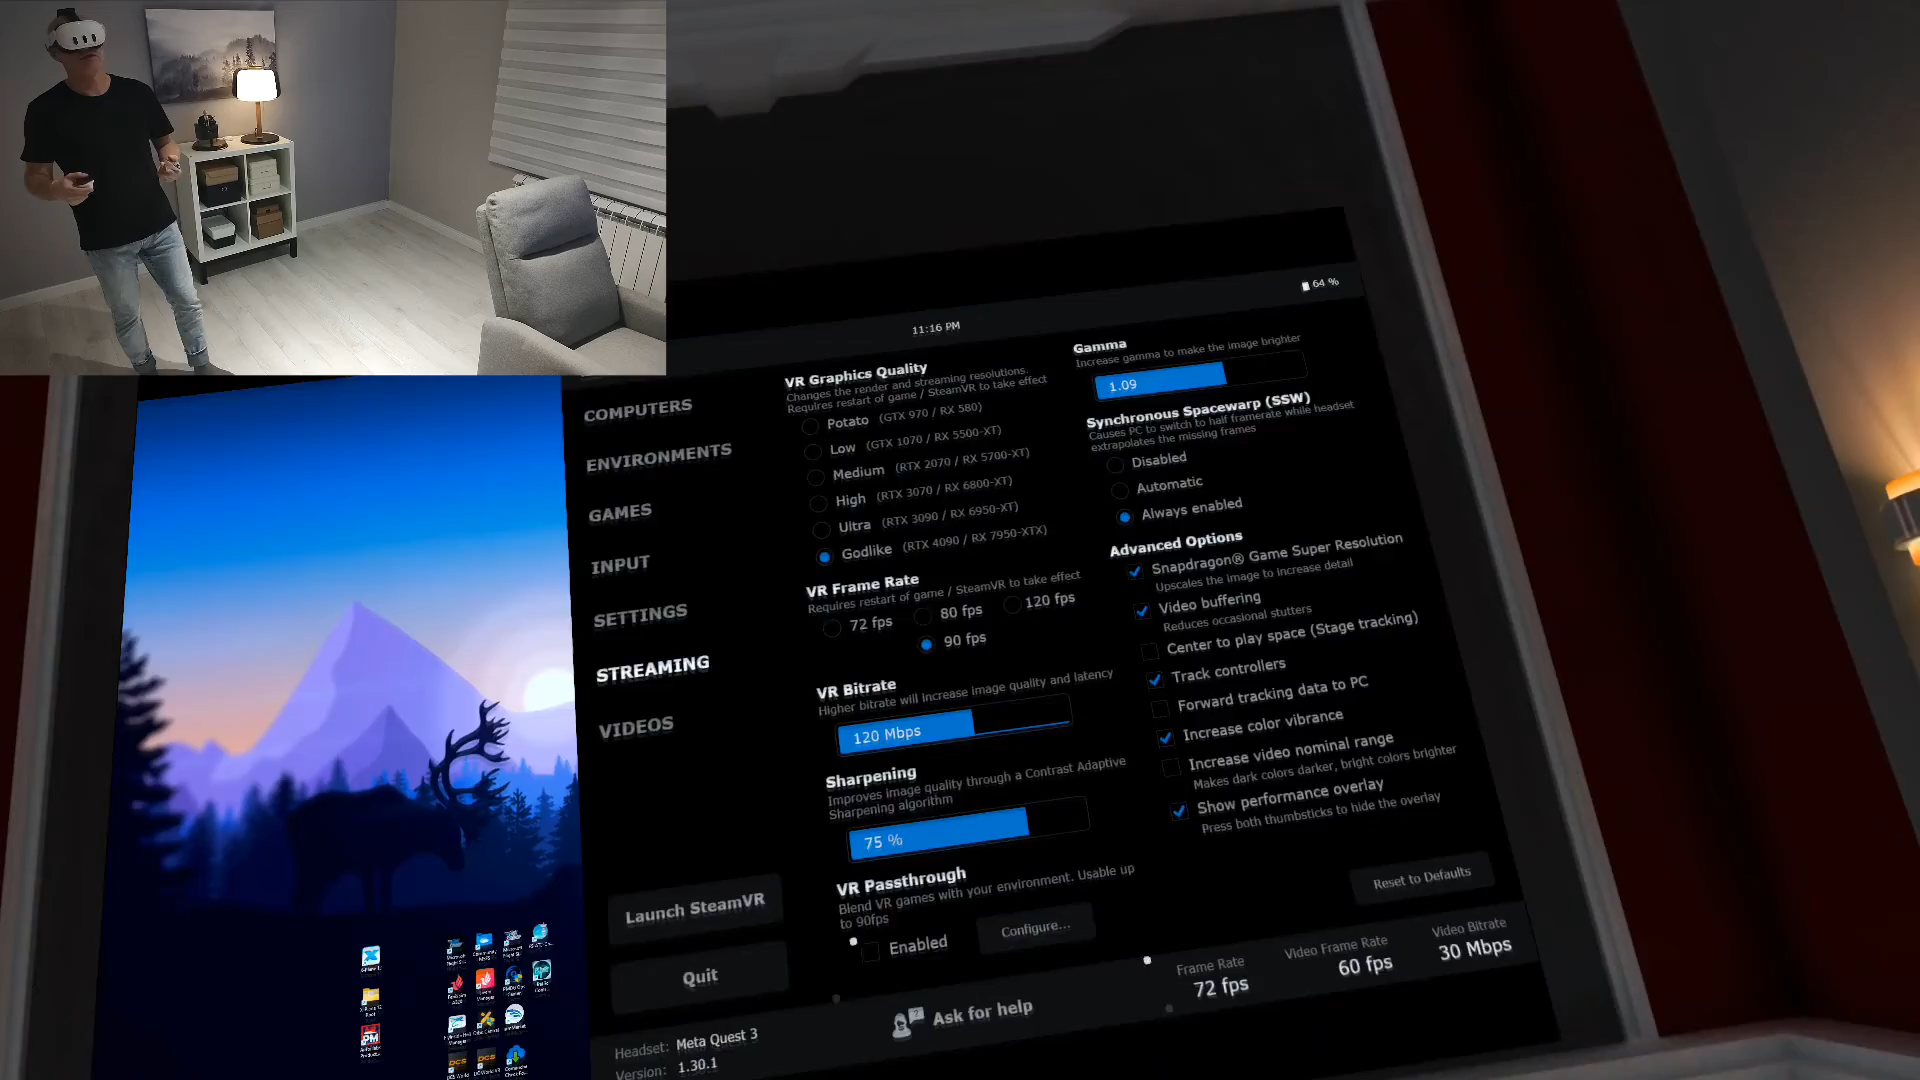 11:16 PM
64 %
COMPUTERS
ENVIRONMENTS
GAMES
INPUT
SETTINGS
STREAMING
VIDEOS
Launch SteamVR
Quit
VR Graphics Quality
Changes the render and streaming resolutions.
Requires restart of game / SteamVR to take effect
Potato (GTX 970 / RX 580)
Low (GTX 1070 / RX 5500-XT)
Medium (RTX 2070 / RX 5700-XT)
High (RTX 3070 / RX 6800-XT)
Ultra (RTX 3090 / RX 6950-XT)
Godlike (RTX 4090 / RX 7950-XTX)
VR Frame Rate
Requires restart of game / SteamVR to take effect
72 fps
80 fps
120 fps
90 fps
VR Bitrate
Higher bitrate will increase image quality and latency
120 Mbps
Sharpening
Improves image quality through a Contrast Adaptive
Sharpening algorithm
75 %
VR Passthrough
Blend VR games with your environment. Usable up
to 90fps
Enabled
Configure...
Gamma
Increase gamma to make the image brighter
1.09
Synchronous Spacewarp (SSW)
Causes PC to switch to half framerate while headset
extrapolates the missing frames
Disabled
Automatic
Always enabled
Advanced Options
Snapdragon® Game Super Resolution
Upscales the image to increase detail
Video buffering
Reduces occasional stutters
Center to play space (Stage tracking)
Track controllers
Forward tracking data to PC
Increase color vibrance
Increase video nominal range
Makes dark colors darker, bright colors brighter
Show performance overlay
Press both thumbsticks to hide the overlay
Reset to Defaults
Headset: Meta Quest 3
Version: 1.30.1
Ask for help
Frame Rate
72 fps
Video Frame Rate
60 fps
Video Bitrate
30 Mbps